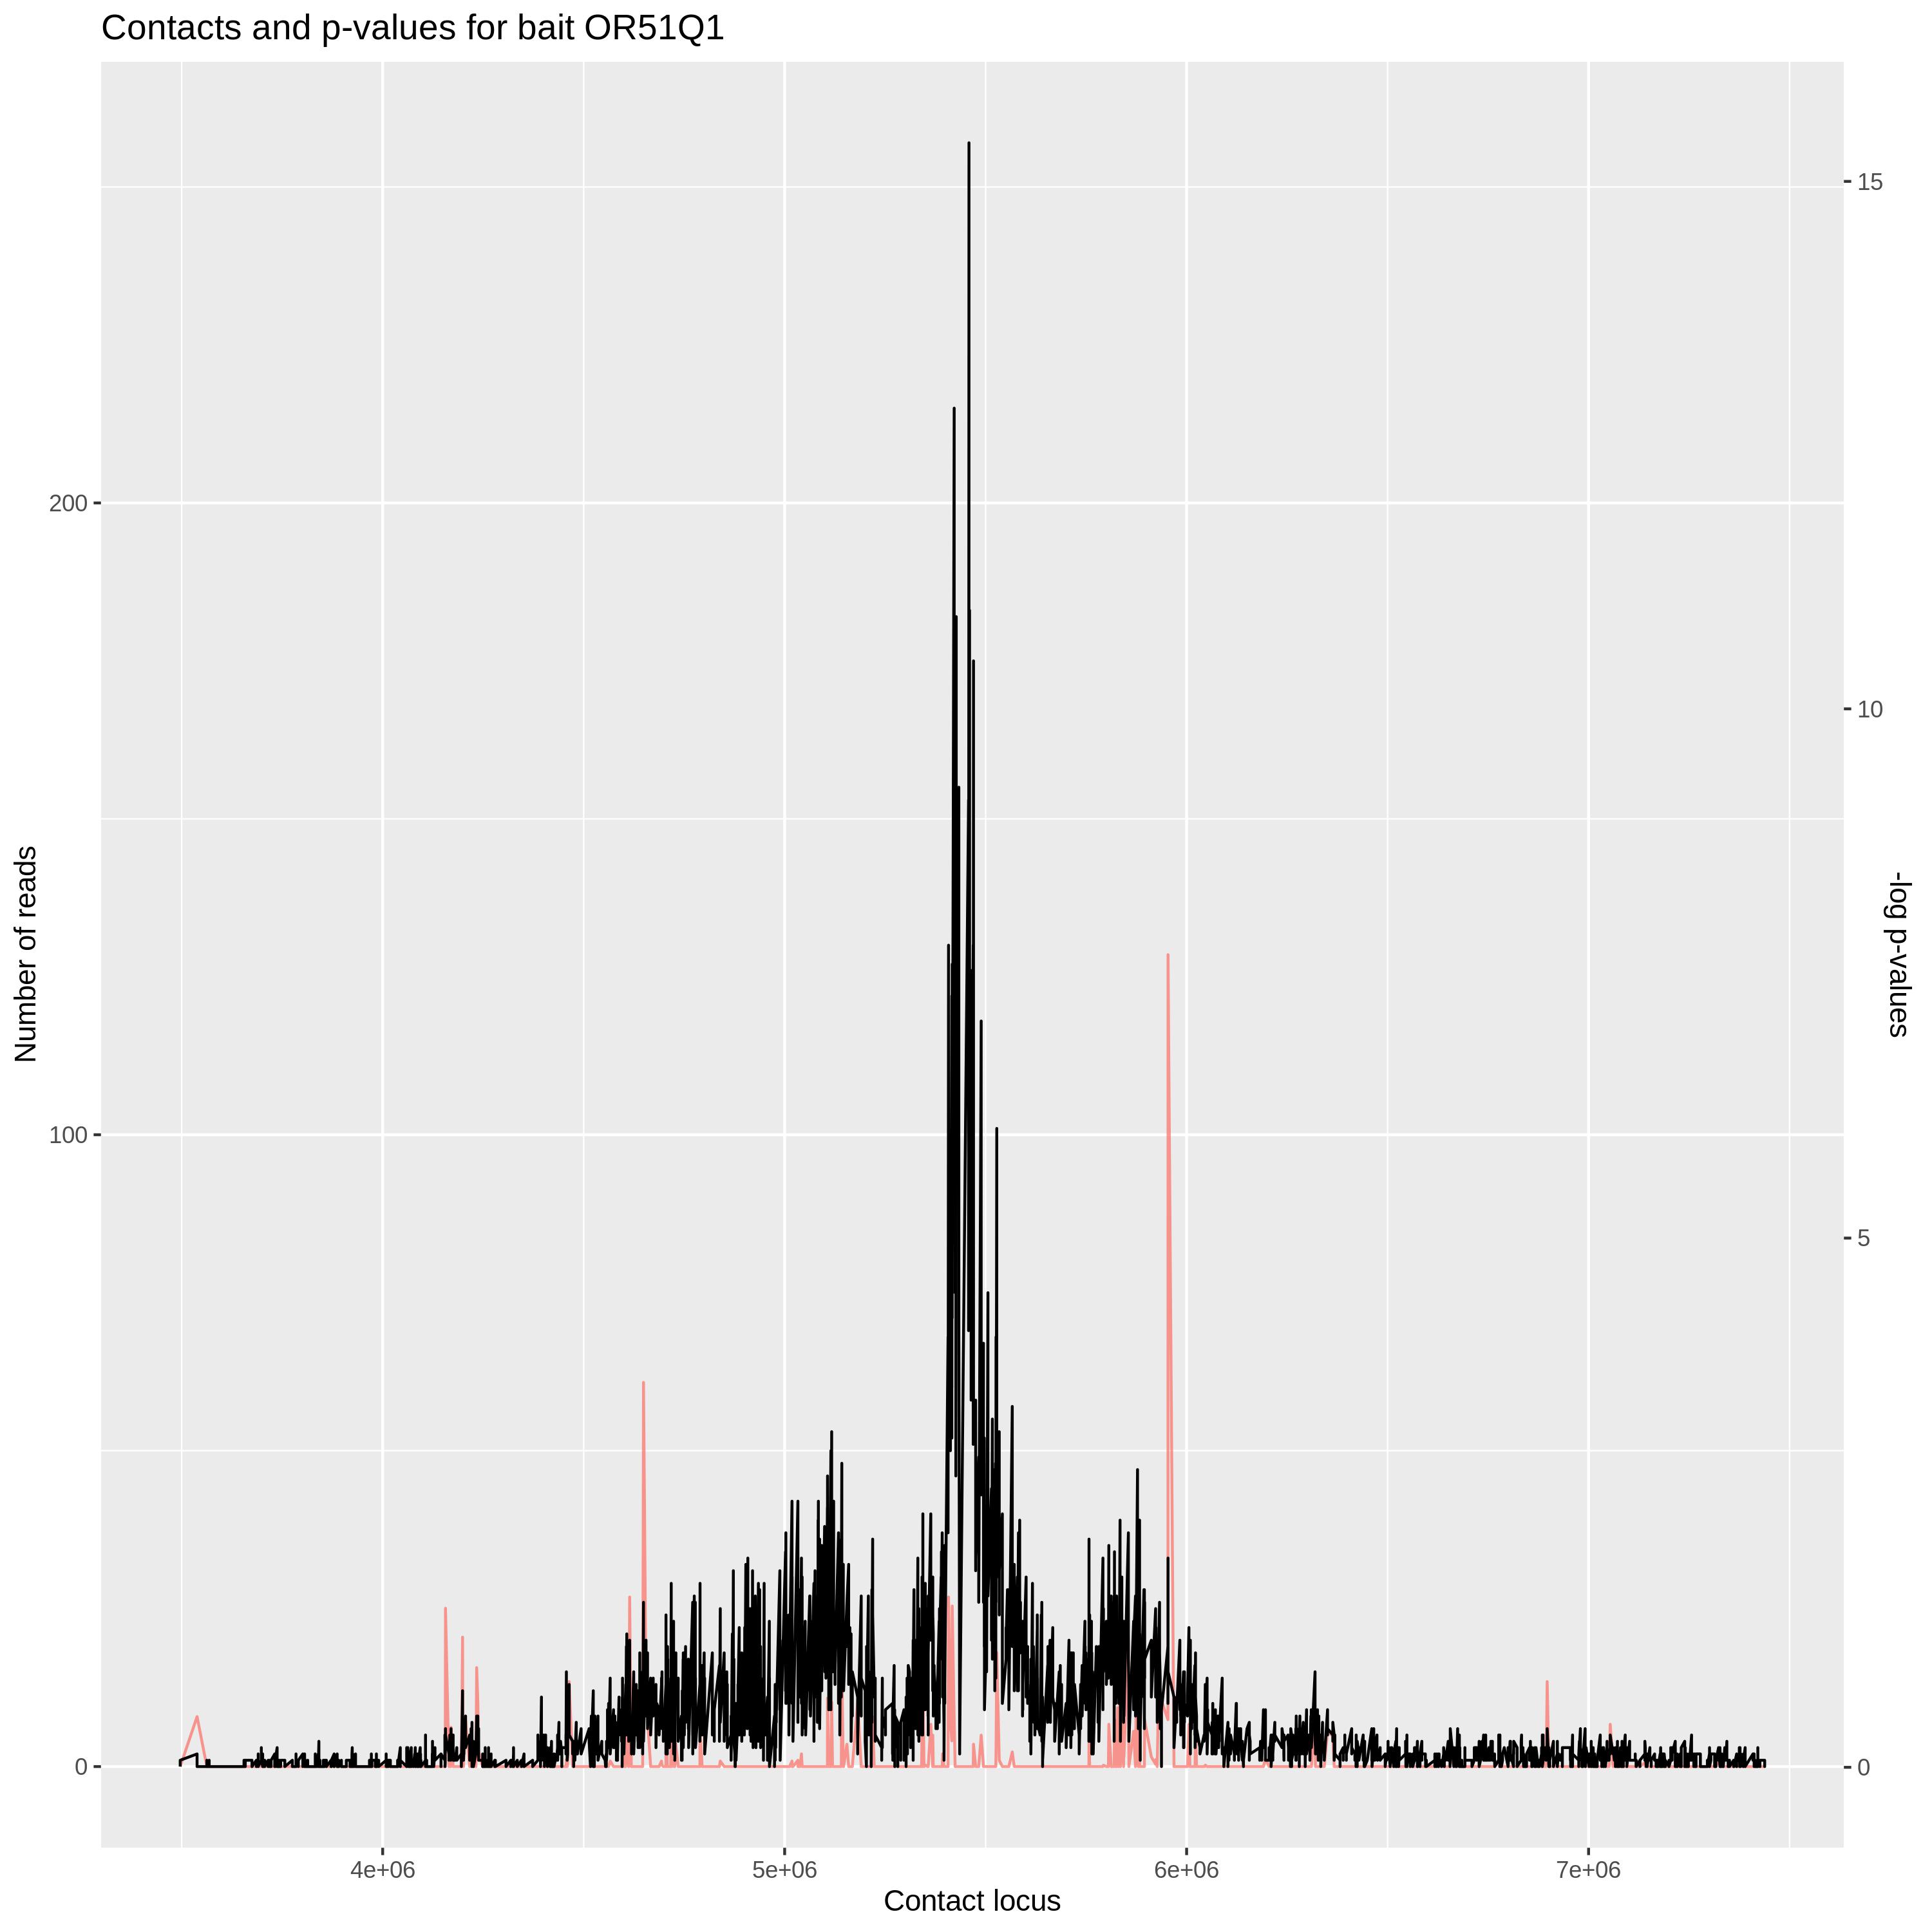 Contacts and p-values for bait OR51Q1
200
100
0
Number of reads
15
10
5
0
-log p-values
4e+06
5e+06
6e+06
7e+06
Contact locus